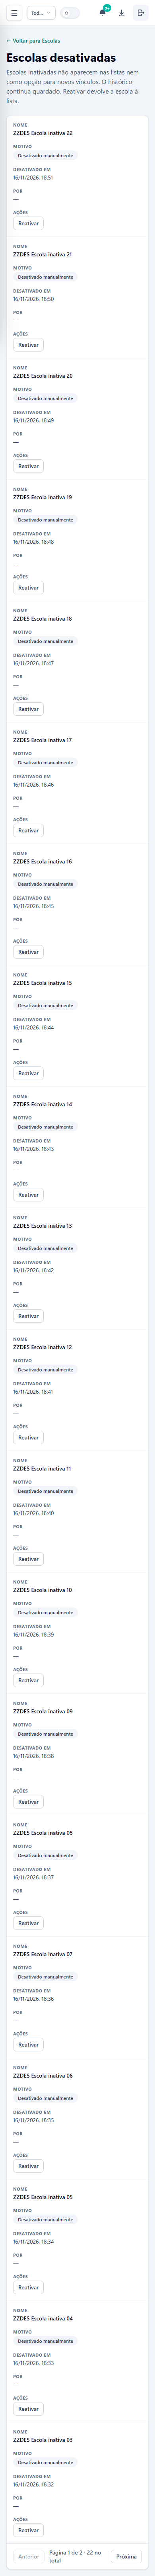 Tod...
9+
← Voltar para Escolas
Escolas desativadas
Escolas inativadas não aparecem nas listas nem
como opção para novos vínculos. O histórico
continua guardado. Reativar devolve a escola à
lista.
NOME
ZZDES Escola inativa 22
MOTIVO
Desativado manualmente
DESATIVADO EM
16/11/2026, 18:51
POR
—
AÇÕES
Reativar
NOME
ZZDES Escola inativa 21
MOTIVO
Desativado manualmente
DESATIVADO EM
16/11/2026, 18:50
POR
—
AÇÕES
Reativar
NOME
ZZDES Escola inativa 20
MOTIVO
Desativado manualmente
DESATIVADO EM
16/11/2026, 18:49
POR
—
AÇÕES
Reativar
NOME
ZZDES Escola inativa 19
MOTIVO
Desativado manualmente
DESATIVADO EM
16/11/2026, 18:48
POR
—
AÇÕES
Reativar
NOME
ZZDES Escola inativa 18
MOTIVO
Desativado manualmente
DESATIVADO EM
16/11/2026, 18:47
POR
—
AÇÕES
Reativar
NOME
ZZDES Escola inativa 17
MOTIVO
Desativado manualmente
DESATIVADO EM
16/11/2026, 18:46
POR
—
AÇÕES
Reativar
NOME
ZZDES Escola inativa 16
MOTIVO
Desativado manualmente
DESATIVADO EM
16/11/2026, 18:45
POR
—
AÇÕES
Reativar
NOME
ZZDES Escola inativa 15
MOTIVO
Desativado manualmente
DESATIVADO EM
16/11/2026, 18:44
POR
—
AÇÕES
Reativar
NOME
ZZDES Escola inativa 14
MOTIVO
Desativado manualmente
DESATIVADO EM
16/11/2026, 18:43
POR
—
AÇÕES
Reativar
NOME
ZZDES Escola inativa 13
MOTIVO
Desativado manualmente
DESATIVADO EM
16/11/2026, 18:42
POR
—
AÇÕES
Reativar
NOME
ZZDES Escola inativa 12
MOTIVO
Desativado manualmente
DESATIVADO EM
16/11/2026, 18:41
POR
—
AÇÕES
Reativar
NOME
ZZDES Escola inativa 11
MOTIVO
Desativado manualmente
DESATIVADO EM
16/11/2026, 18:40
POR
—
AÇÕES
Reativar
NOME
ZZDES Escola inativa 10
MOTIVO
Desativado manualmente
DESATIVADO EM
16/11/2026, 18:39
POR
—
AÇÕES
Reativar
NOME
ZZDES Escola inativa 09
MOTIVO
Desativado manualmente
DESATIVADO EM
16/11/2026, 18:38
POR
—
AÇÕES
Reativar
NOME
ZZDES Escola inativa 08
MOTIVO
Desativado manualmente
DESATIVADO EM
16/11/2026, 18:37
POR
—
AÇÕES
Reativar
NOME
ZZDES Escola inativa 07
MOTIVO
Desativado manualmente
DESATIVADO EM
16/11/2026, 18:36
POR
—
AÇÕES
Reativar
NOME
ZZDES Escola inativa 06
MOTIVO
Desativado manualmente
DESATIVADO EM
16/11/2026, 18:35
POR
—
AÇÕES
Reativar
NOME
ZZDES Escola inativa 05
MOTIVO
Desativado manualmente
DESATIVADO EM
16/11/2026, 18:34
POR
—
AÇÕES
Reativar
NOME
ZZDES Escola inativa 04
MOTIVO
Desativado manualmente
DESATIVADO EM
16/11/2026, 18:33
POR
—
AÇÕES
Reativar
NOME
ZZDES Escola inativa 03
MOTIVO
Desativado manualmente
DESATIVADO EM
16/11/2026, 18:32
POR
—
AÇÕES
Reativar
Anterior
Página 1 de 2 · 22 no
total
Próxima